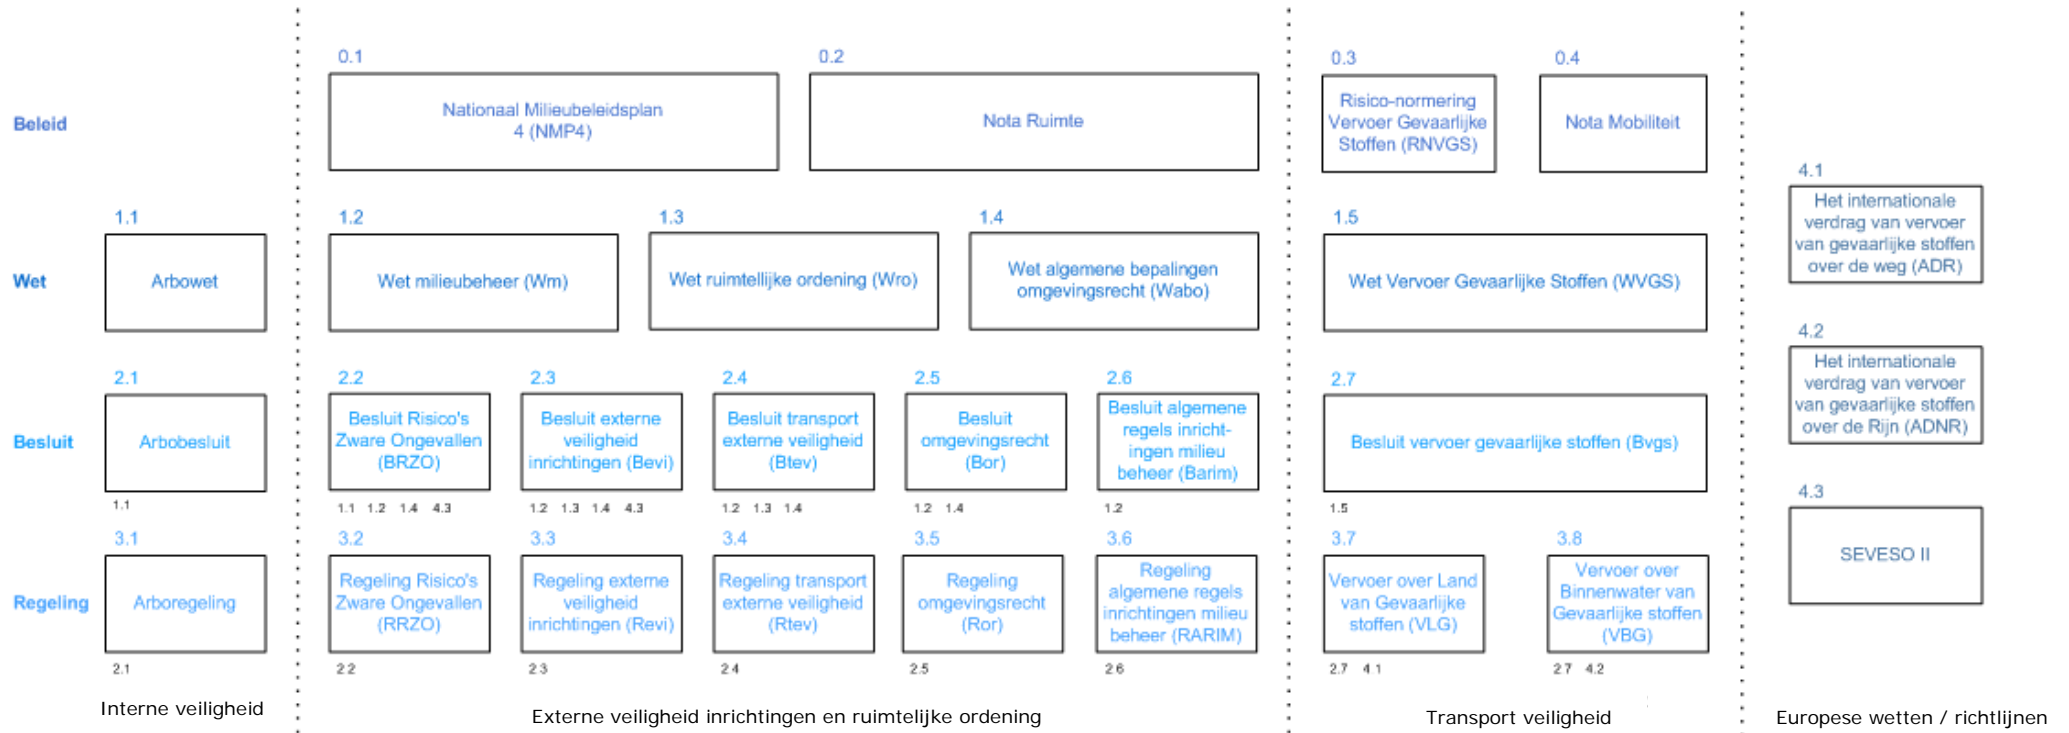 0.1
0.2
0.3
0.4
Beleid
Nationaal Milieubeleidsplan
4 (NMP4)
Nota Ruimte
Risico-normering
Vervoer Gevaarlijke
Stoffen (RNVGS)
Nota Mobiliteit
4.1
Het internationale
verdrag van vervoer
van gevaarlijke stoffen
over de weg (ADR)
1.1
1.2
1.3
1.4
1.5
Wet
Arbowet
Wet milieubeheer (Wm)
Wet ruimtellijke ordening (Wro)
Wet algemene bepalingen
omgevingsrecht (Wabo)
Wet Vervoer Gevaarlijke Stoffen (WVGS)
4.2
Het internationale
verdrag van vervoer
van gevaarlijke stoffen
over de Rijn (ADNR)
2.1
2.2
2.3
2.4
2.5
2.6
2.7
Besluit
Arbobesluit
Besluit Risico's
Zware Ongevallen
(BRZO)
Besluit externe
veiligheid
inrichtingen (Bevi)
Besluit transport
externe veiligheid
(Btev)
Besluit
omgevingsrecht
(Bor)
Besluit algemene
regels inricht-
ingen milieu
beheer (Barim)
Besluit vervoer gevaarlijke stoffen (Bvgs)
1.1
1.1 1.2 1.4 4.3
1.2 1.3 1.4 4.3
1.2 1.3 1.4
1.2 1.4
1.2
1.5
4.3
SEVESO II
3.1
3.2
3.3
3.4
3.5
3.6
3.7
3.8
Regeling
Arboregeling
Regeling Risico's
Zware Ongevallen
(RRZO)
Regeling externe
veiligheid
inrichtingen (Revi)
Regeling transport
externe veiligheid
(Rtev)
Regeling
omgevingsrecht
(Ror)
Regeling
algemene regels
inrichtingen milieu
beheer (RARIM)
Vervoer over Land
van Gevaarlijke
stoffen (VLG)
Vervoer over
Binnenwater van
Gevaarlijke stoffen
(VBG)
2.1
2.2
2.3
2.4
2.5
2.6
2.7 4.1
2.7 4.2
Interne veiligheid
Externe veiligheid inrichtingen en ruimtelijke ordening
Transport veiligheid
Europese wetten / richtlijnen